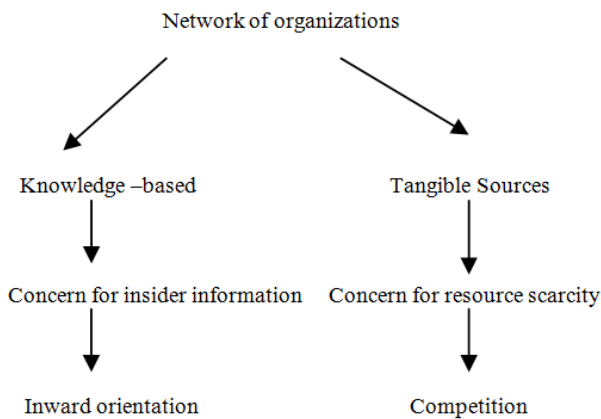 Network of organizations
Knowledge –based
Tangible Sources
Concern for insider information
Concern for resource scarcity
Inward orientation
Competition